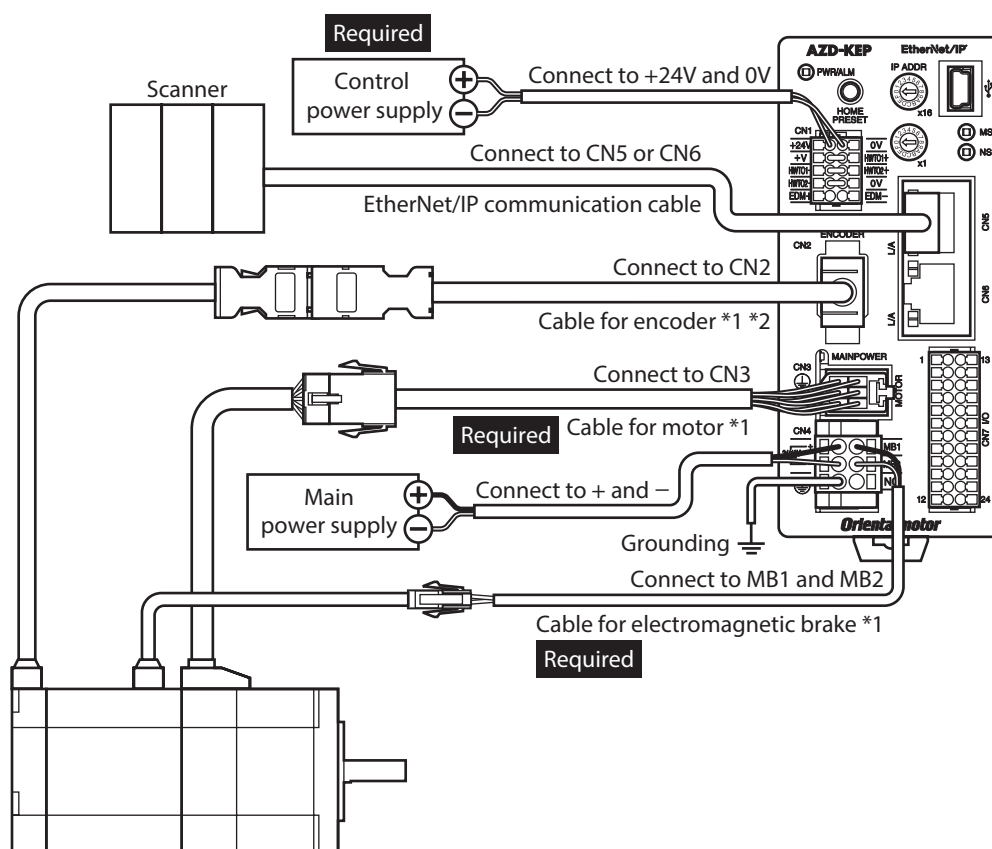 Required
Control
power supply
+
−
Connect to +24V and 0V
Scanner
Connect to CN5 or CN6
EtherNet/IP communication cable
Connect to CN2
Cable for encoder *1 *2
Connect to CN3
Required
Cable for motor *1
Main
power supply
+
−
Connect to + and −
Grounding
Connect to MB1 and MB2
Cable for electromagnetic brake *1
Required
AZD-KEP
EtherNet/IP
PWR/ALM
IP ADDR
HOME
PRESET
x16
x1
MS
NS
CN1
+24V
0V
+V
HWTO1+
HWTO1-
HWTO2+
HWTO2-
0V
EDM+
EDM-
ENCODER
CN2
L/A
CN5
L/A
CN6
MAINPOWER
CN3
MOTOR
1
13
CN7 I/O
12
24
CN4
+
MB1
Orientalmotor